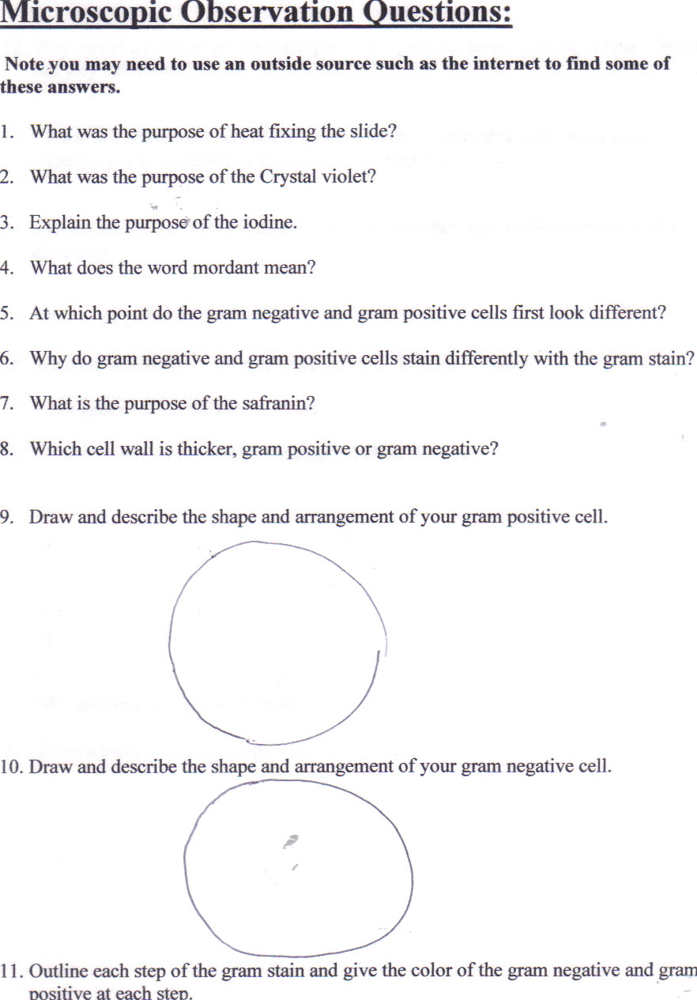 Microscopic Observation Questions:
Note you may need to use an outside source such as the internet to find some of
these answers.
1. What was the purpose of heat fixing the slide?
2. What was the purpose of the Crystal violet?
3. Explain the purpose of the iodine.
4. What does the word mordant mean?
5. At which point do the gram negative and gram positive cells first look different?
6. Why do gram negative and gram positive cells stain differently with the gram stain?
7. What is the purpose of the safranin?
8. Which cell wall is thicker, gram positive or gram negative?
9. Draw and describe the shape and arrangement of your gram positive cell.
10. Draw and describe the shape and arrangement of your gram negative cell.
11. Outline each step of the gram stain and give the color of the gram negative and gram
positive at each step.